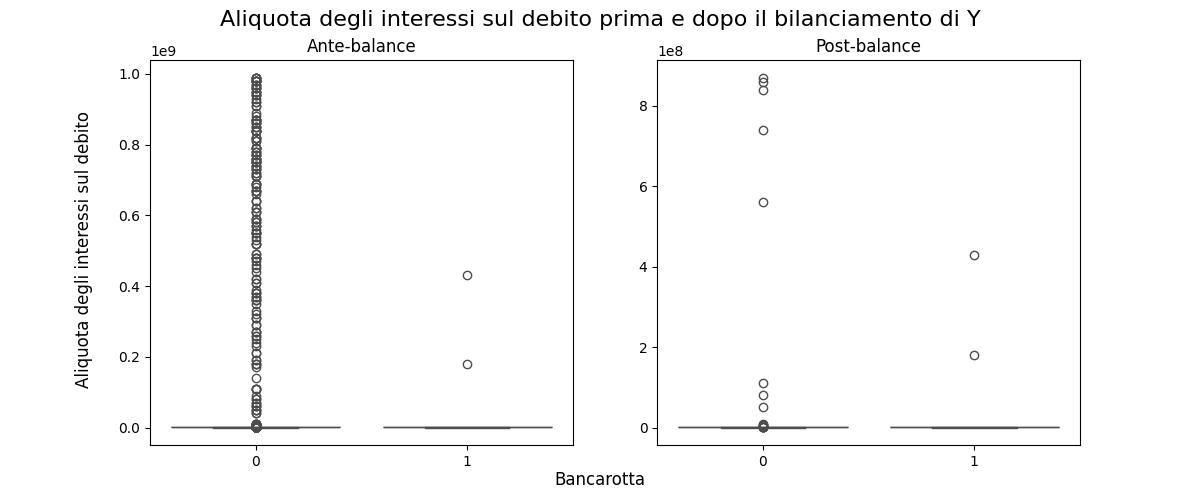 Aliquota degli interessi sul debito prima e dopo il bilanciamento di Y
Ante-balance
1e9
Aliquota degli interessi sul debito
1.0
0.8
0.6
0.4
0.2
0.0
0
1
Post-balance
1e8
8
6
4
2
0
0
1
Bancarotta